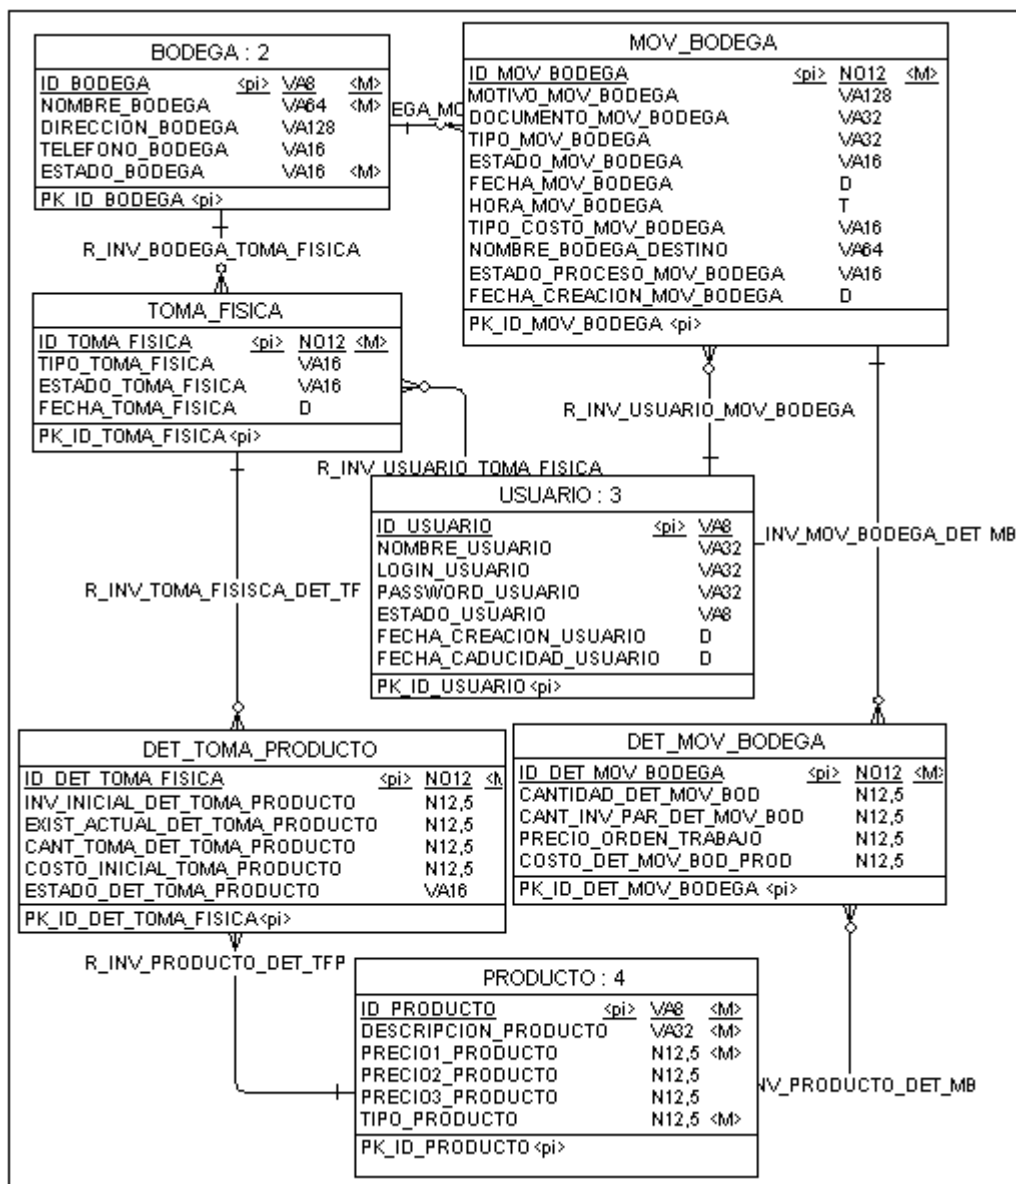 BODEGA : 2
ID_BODEGA <pi> VA8 <M>
NOMBRE_BODEGA VA64 <M>
DIRECCION_BODEGA VA128
TELEFONO_BODEGA VA16
ESTADO_BODEGA VA16 <M>
PK_ID_BODEGA <pi>
EGA_MO
MOV_BODEGA
ID_MOV_BODEGA <pi> NO12 <M>
MOTIVO_MOV_BODEGA VA128
DOCUMENTO_MOV_BODEGA VA32
TIPO_MOV_BODEGA VA32
ESTADO_MOV_BODEGA VA16
FECHA_MOV_BODEGA D
HORA_MOV_BODEGA T
TIPO_COSTO_MOV_BODEGA VA16
NOMBRE_BODEGA_DESTINO VA64
ESTADO_PROCESO_MOV_BODEGA VA16
FECHA_CREACION_MOV_BODEGA D
PK_ID_MOV_BODEGA <pi>
R_INV_BODEGA_TOMA_FISICA
TOMA_FISICA
ID_TOMA_FISICA <pi> NO12 <M>
TIPO_TOMA_FISICA VA16
ESTADO_TOMA_FISICA VA16
FECHA_TOMA_FISICA D
PK_ID_TOMA_FISICA <pi>
R_INV_USUARIO_MOV_BODEGA
R_INV_USUARIO_TOMA_FISICA
USUARIO : 3
ID_USUARIO <pi> VA8
NOMBRE_USUARIO VA32
LOGIN_USUARIO VA32
PASSWORD_USUARIO VA32
ESTADO_USUARIO VA8
FECHA_CREACION_USUARIO D
FECHA_CADUCIDAD_USUARIO D
PK_ID_USUARIO <pi>
_INV_MOV_BODEGA_DET_MB
R_INV_TOMA_FISISCA_DET_TF
DET_TOMA_PRODUCTO
ID_DET_TOMA_FISICA <pi> NO12 <M
INV_INICIAL_DET_TOMA_PRODUCTO N12,5
EXIST_ACTUAL_DET_TOMA_PRODUCTO N12,5
CANT_TOMA_DET_TOMA_PRODUCTO N12,5
COSTO_INICIAL_TOMA_PRODUCTO N12,5
ESTADO_DET_TOMA_PRODUCTO VA16
PK_ID_DET_TOMA_FISICA <pi>
DET_MOV_BODEGA
ID_DET_MOV_BODEGA <pi> NO12 <M>
CANTIDAD_DET_MOV_BOD N12,5
CANT_INV_PAR_DET_MOV_BOD N12,5
PRECIO_ORDEN_TRABAJO N12,5
COSTO_DET_MOV_BOD_PROD N12,5
PK_ID_DET_MOV_BODEGA <pi>
R_INV_PRODUCTO_DET_TFP
PRODUCTO : 4
ID_PRODUCTO <pi> VA8 <M>
DESCRIPCION_PRODUCTO VA32 <M>
PRECIO1_PRODUCTO N12,5 <M>
PRECIO2_PRODUCTO N12,5
PRECIO3_PRODUCTO N12,5
TIPO_PRODUCTO N12,5 <M>
PK_ID_PRODUCTO <pi>
NV_PRODUCTO_DET_MB